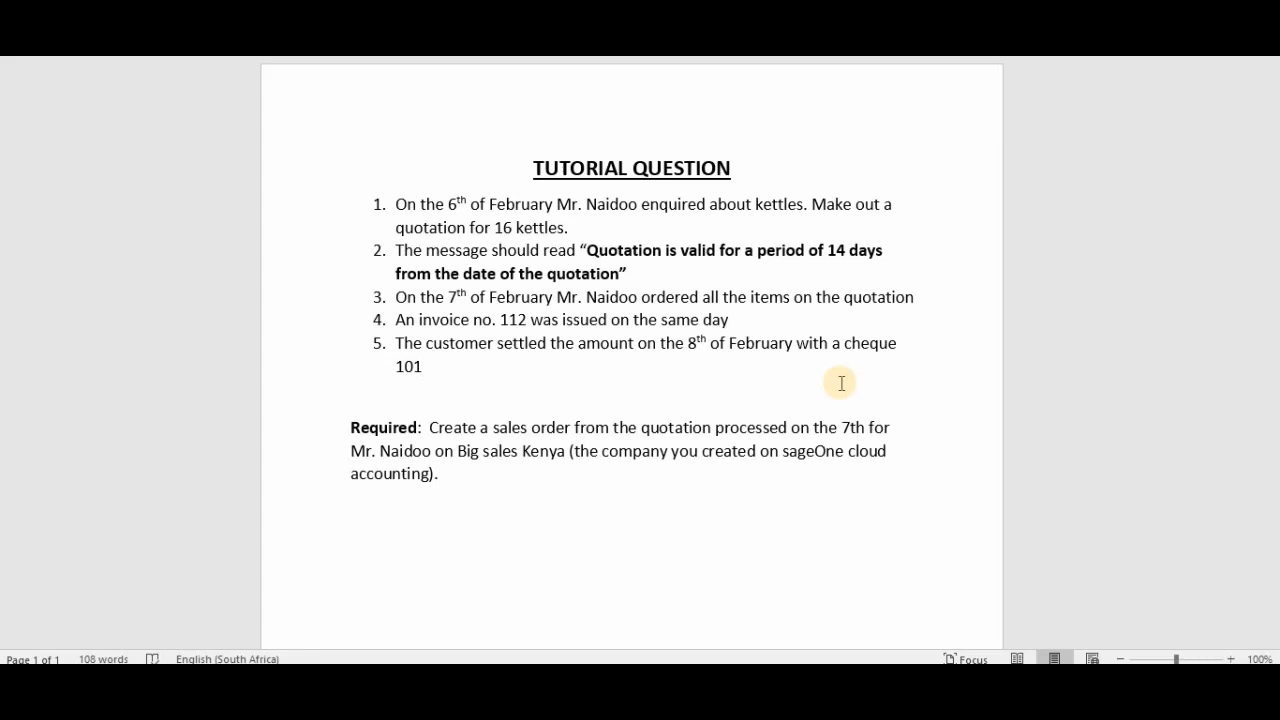 TUTORIAL QUESTION
1. On the 6th of February Mr. Naidoo enquired about kettles. Make out a
quotation for 16 kettles.
2. The message should read “Quotation is valid for a period of 14 days
from the date of the quotation”
3. On the 7th of February Mr. Naidoo ordered all the items on the quotation
4. An invoice no. 112 was issued on the same day
5. The customer settled the amount on the 8th of February with a cheque
101
Required: Create a sales order from the quotation processed on the 7th for
Mr. Naidoo on Big sales Kenya (the company you created on sageOne cloud
accounting).
Page 1 of 1 108 words English (South Africa) Focus 100%